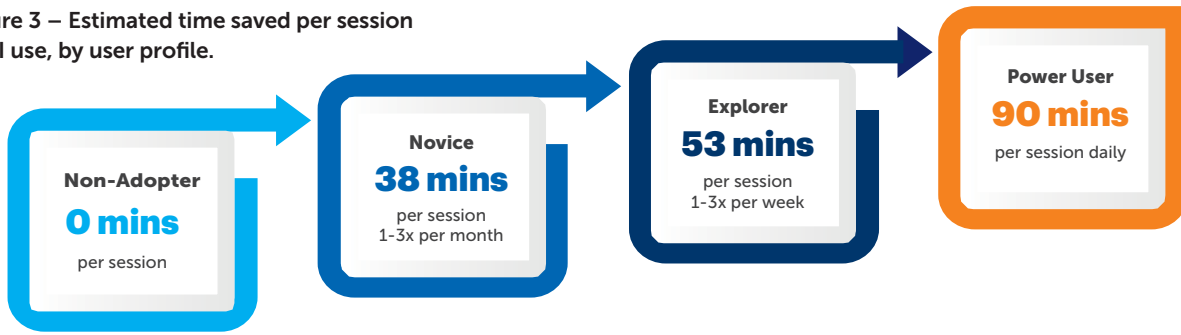 ure 3 – Estimated time saved per session
use, by user profile.
Non-Adopter
0 mins
per session
Novice
38 mins
per session
1-3x per month
Explorer
53 mins
per session
1-3x per week
Power User
90 mins
per session daily